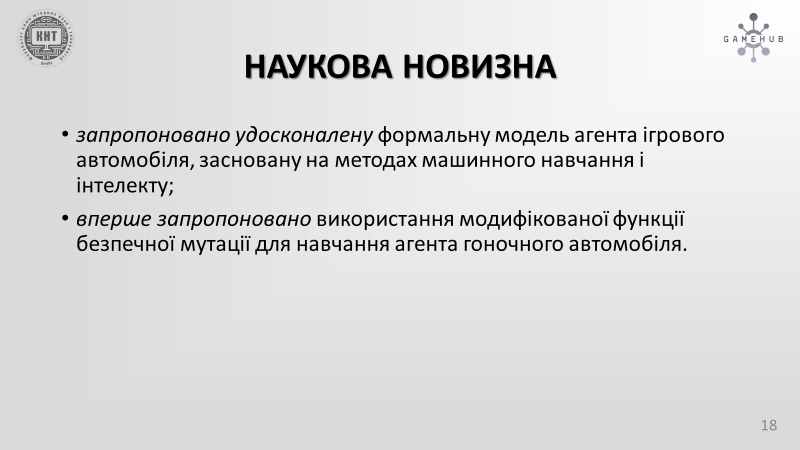 КНТ
GAMEHUB
НАУКОВА НОВИЗНА
• запропоновано удосконалену формальну модель агента ігрового
автомобіля, засновану на методах машинного навчання і
інтелекту;
• вперше запропоновано використання модифікованої функції
безпечної мутації для навчання агента гоночного автомобіля.
18